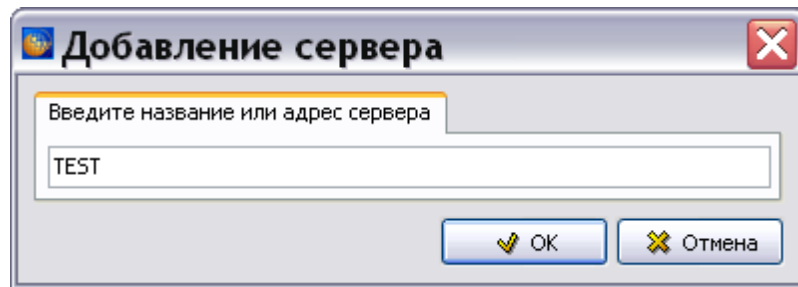 Добавление сервера
Введите название или адрес сервера
TEST
OK Отмена